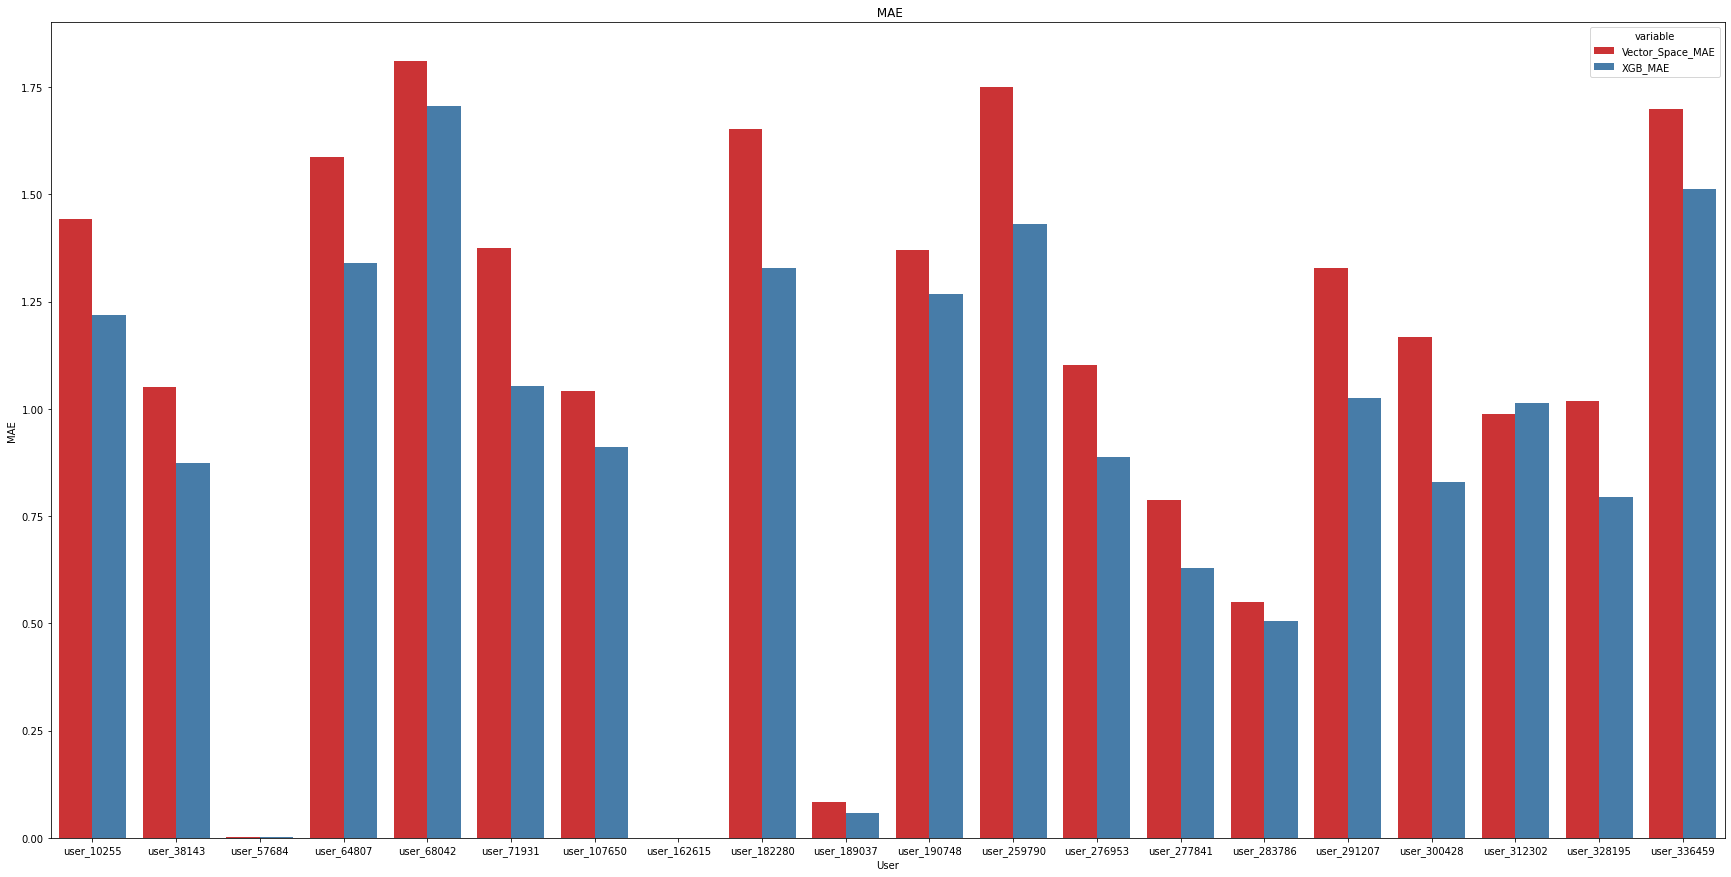 MAE
variable
Vector_Space_MAE
XGB_MAE
1.75
1.50
1.25
1.00
0.75
0.50
0.25
0.00
MAE
user_10255 user_38143 user_57684 user_64807 user_68042 user_71931 user_107650 user_162615 user_182280 user_189037 user_190748 user_259790 user_276953 user_277841 user_283786 user_291207 user_300428 user_312302 user_328195 user_336459
User